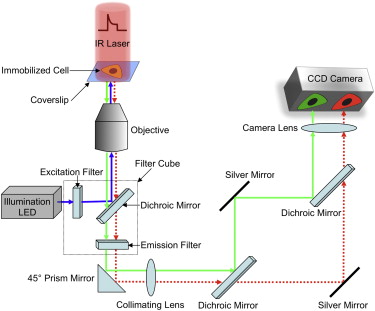 IR Laser
Immobilized Cell
Coverslip
CCD Camera
Objective
Camera Lens
Excitation Filter
Filter Cube
Illumination
LED
Dichroic Mirror
Silver Mirror
Dichroic Mirror
Emission Filter
45° Prism Mirror
Collimating Lens
Dichroic Mirror
Silver Mirror